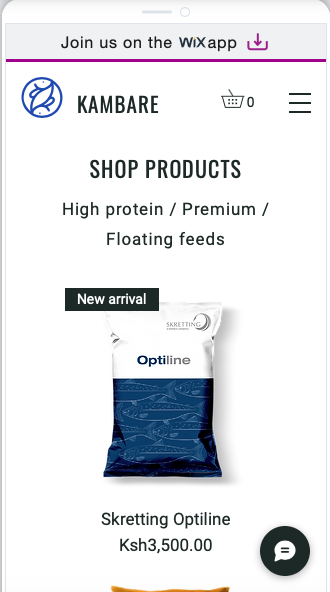 Join us on the WiX app
KAMBARE
0
SHOP PRODUCTS
High protein / Premium /
Floating feeds
New arrival
SKRETTING
Optiline
Skretting Optiline
Ksh3,500.00